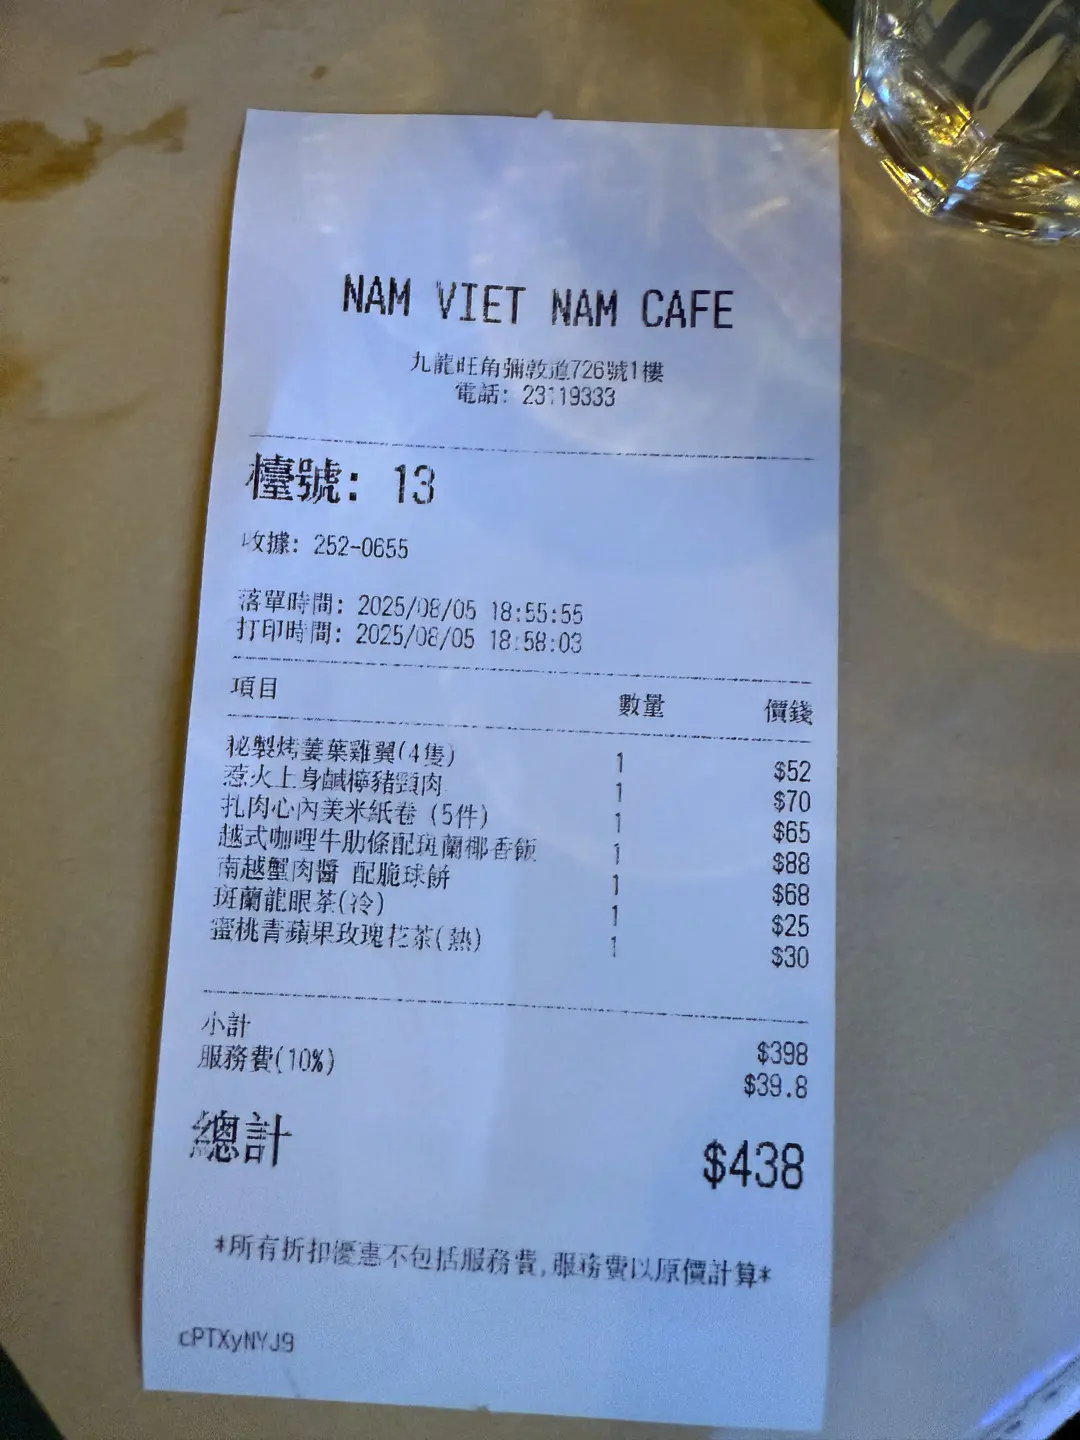 NAM VIET NAM CAFE
九龍旺角彌敦道726號1樓
電話: 23119333
檯號: 13
收據: 252-0655
落單時間: 2025/08/05 18:55:55
打印時間: 2025/08/05 18:58:03
項目 數量 價錢
秘製烤蔞葉雞翼(4隻) 1 $52
惹火上身鹹檸豬頸肉 1 $70
扎肉心內美米紙卷 (5件) 1 $65
越式咖喱牛肋條配斑蘭椰香飯 1 $88
南越蟹肉醬 配脆球餅 1 $68
斑蘭龍眼茶(冷) 1 $25
蜜桃青蘋果玫瑰花茶(熱) 1 $30
小計 $398
服務費(10%) $39.8
總計 $438
*所有折扣優惠不包括服務費,服務費以原價計算*
cPTXyNYJ9